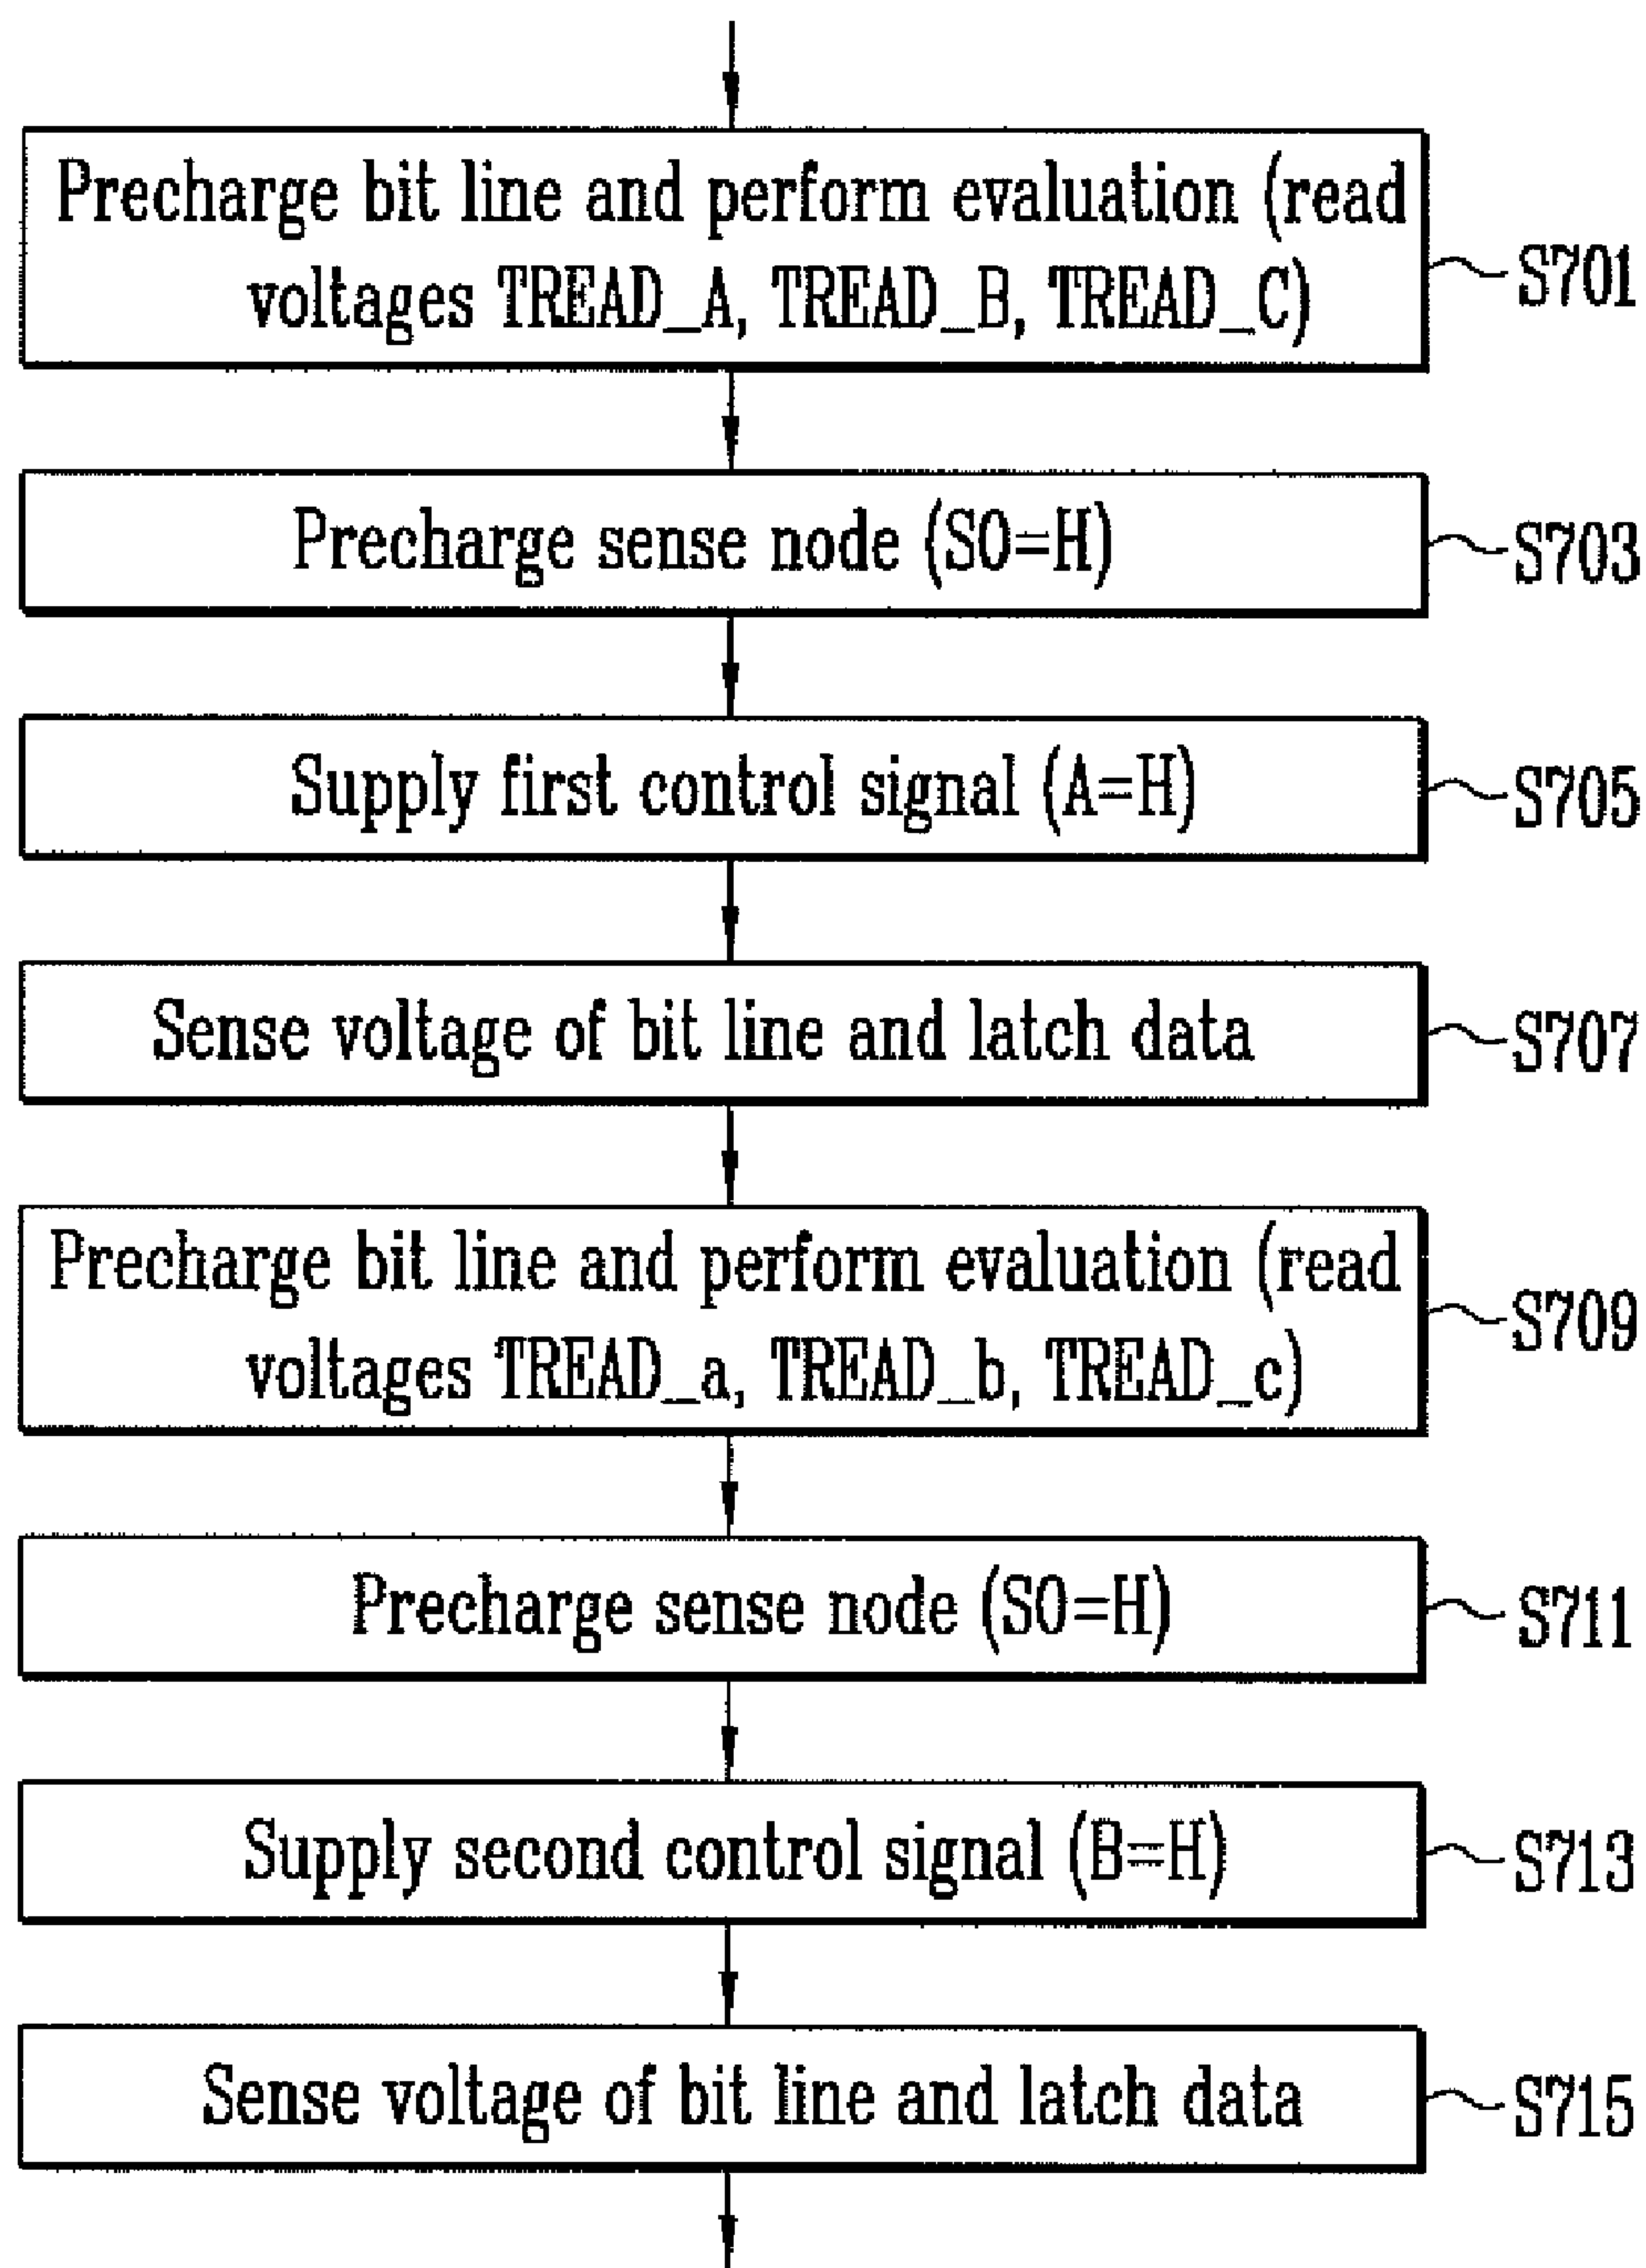 Precharge bit line and perform evaluation (read
voltages TREAD_A, TREAD_B, TREAD_C)
S701
Precharge sense node (SO=H)
S703
Supply first control signal (A=H)
S705
Sense voltage of bit line and latch data
S707
Precharge bit line and perform evaluation (read
voltages TREAD_a, TREAD_b, TREAD_c)
S709
Precharge sense node (SO=H)
S711
Supply second control signal (B=H)
S713
Sense voltage of bit line and latch data
S715